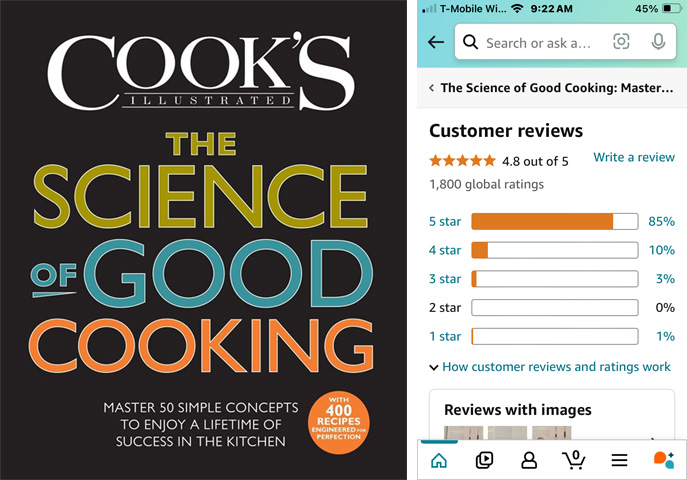 COOK'S
ILLUSTRATED
THE
SCIENCE
OF GOOD
COOKING
MASTER 50 SIMPLE CONCEPTS
TO ENJOY A LIFETIME OF
SUCCESS IN THE KITCHEN
WITH
400
RECIPES
ENGINEERED FOR
PERFECTION
T-Mobile Wi... 9:22 AM 45%
Search or ask a...
The Science of Good Cooking: Master...
Customer reviews
4.8 out of 5 Write a review
1,800 global ratings
5 star 85%
4 star 10%
3 star 3%
2 star 0%
1 star 1%
How customer reviews and ratings work
Reviews with images
0